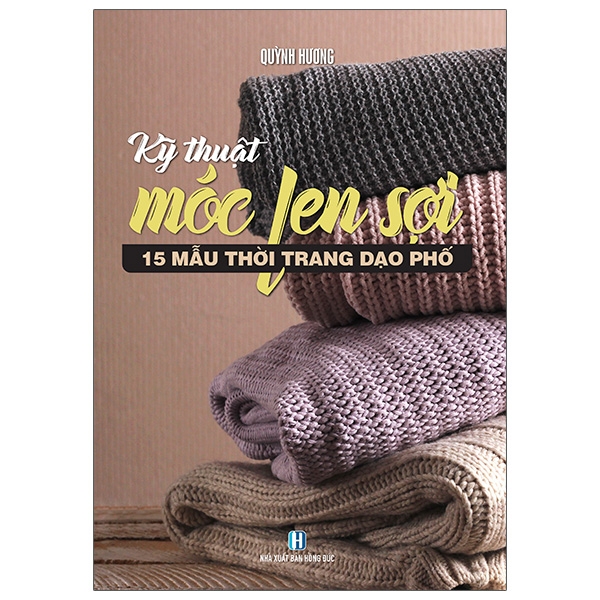 QUỲNH HƯƠNG
Kỹ thuật
móc len sợi
15 MẪU THỜI TRANG DẠO PHỐ
H
NHÀ XUẤT BẢN HỒNG ĐỨC